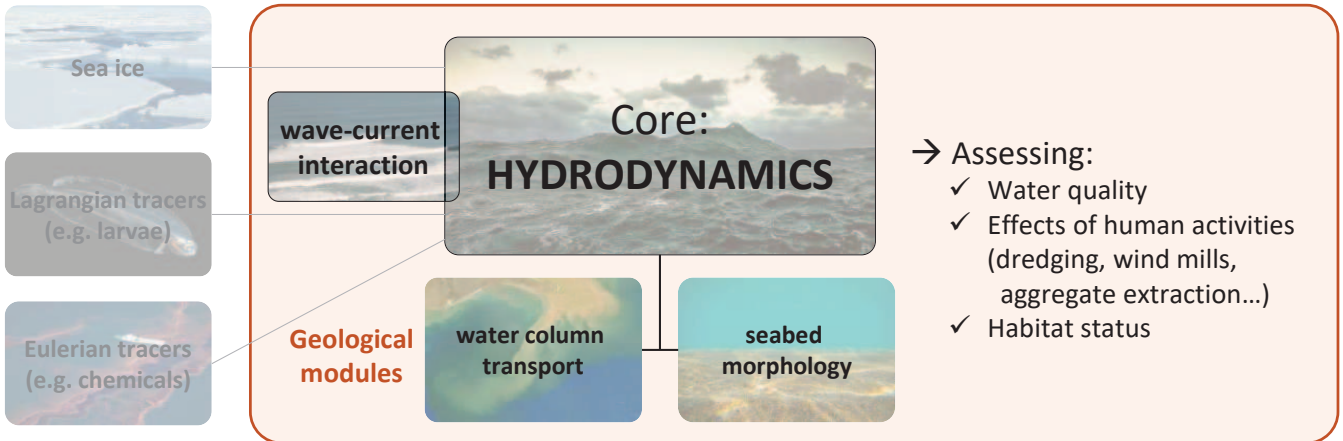 Sea ice
Lagrangian tracers
(e.g. larvae)
Eulerian tracers
(e.g. chemicals)
wave-current
interaction
Core:
HYDRODYNAMICS
Geological
modules
water column
transport
seabed
morphology
→ Assessing:
✓ Water quality
✓ Effects of human activities
(dredging, wind mills,
aggregate extraction…)
✓ Habitat status